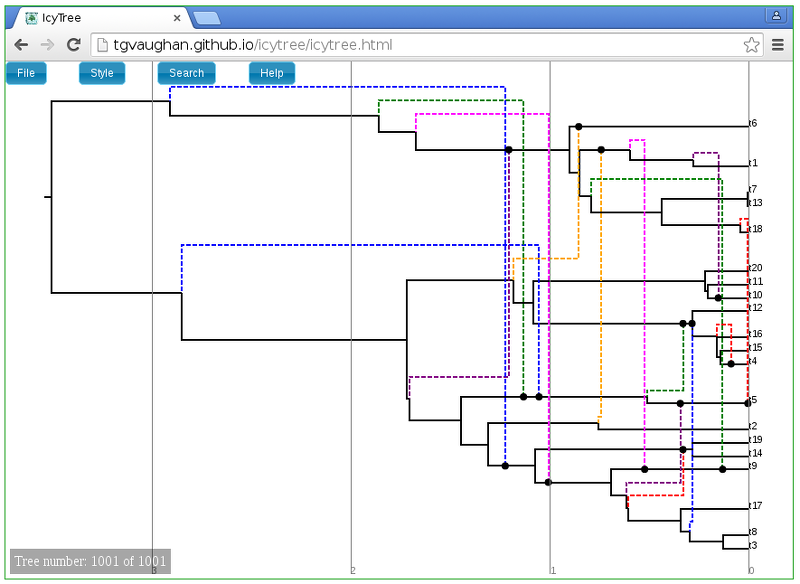 IcyTree
tgvaughan.github.io/icytree/icytree.html
File Style Search Help
t6
t1
t7
t13
t18
t20
t11
t10
t12
t16
t15
t4
t5
t2
t19
t14
t9
t17
t8
t3
Tree number: 1001 of 1001
3 2 1 0